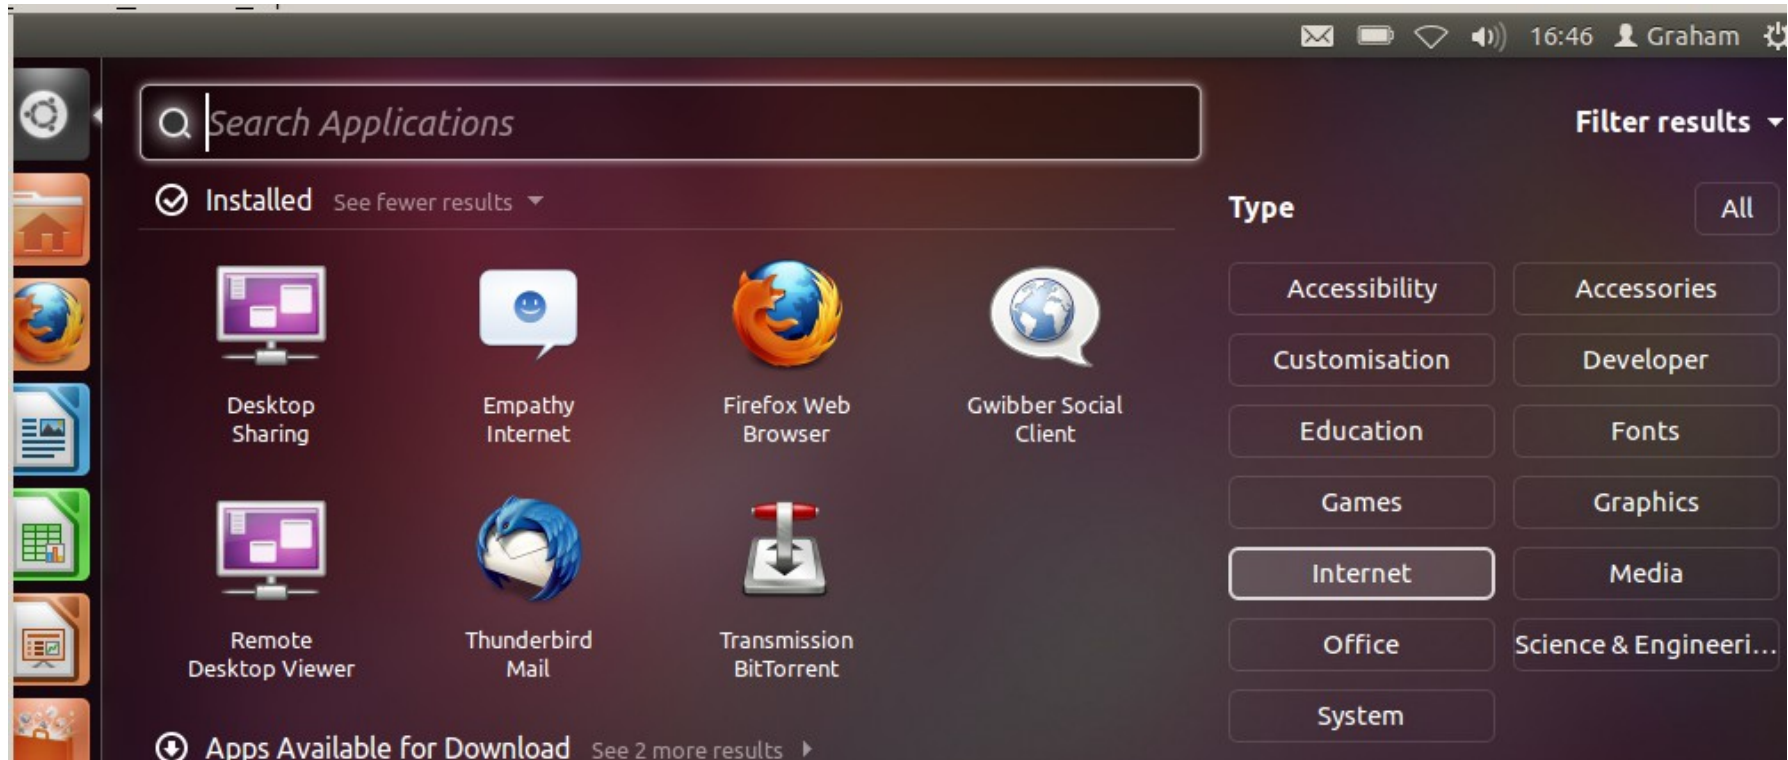 16:46 Graham
Search Applications
Filter results
Installed See fewer results
Type All
Desktop
Sharing
Empathy
Internet
Firefox Web
Browser
Gwibber Social
Client
Remote
Desktop Viewer
Thunderbird
Mail
Transmission
BitTorrent
Apps Available for Download See 2 more results
Accessibility Accessories
Customisation Developer
Education Fonts
Games Graphics
Internet Media
Office Science & Engineeri...
System